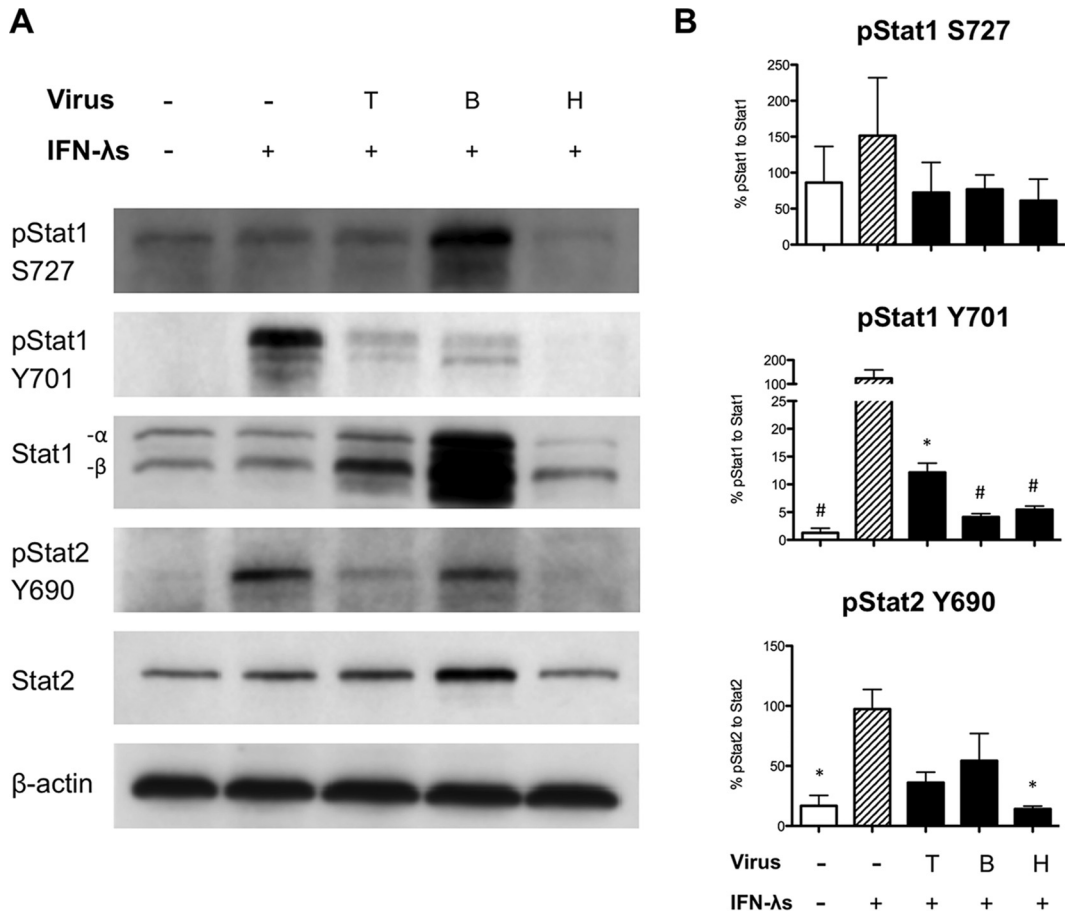 A
Virus - - T B H
IFN-λs - + + + +
pStat1
S727
pStat1
Y701
Stat1 -α
-β
pStat2
Y690
Stat2
β-actin
B
pStat1 S727
% pStat1 to Stat1
250
200
150
100
50
0
pStat1 Y701
% pStat1 to Stat1
200
100
25
20
15
10
5
0
# * # #
pStat2 Y690
% pStat2 to Stat2
150
100
50
0
* *
Virus - - T B H
IFN-λs - + + + +